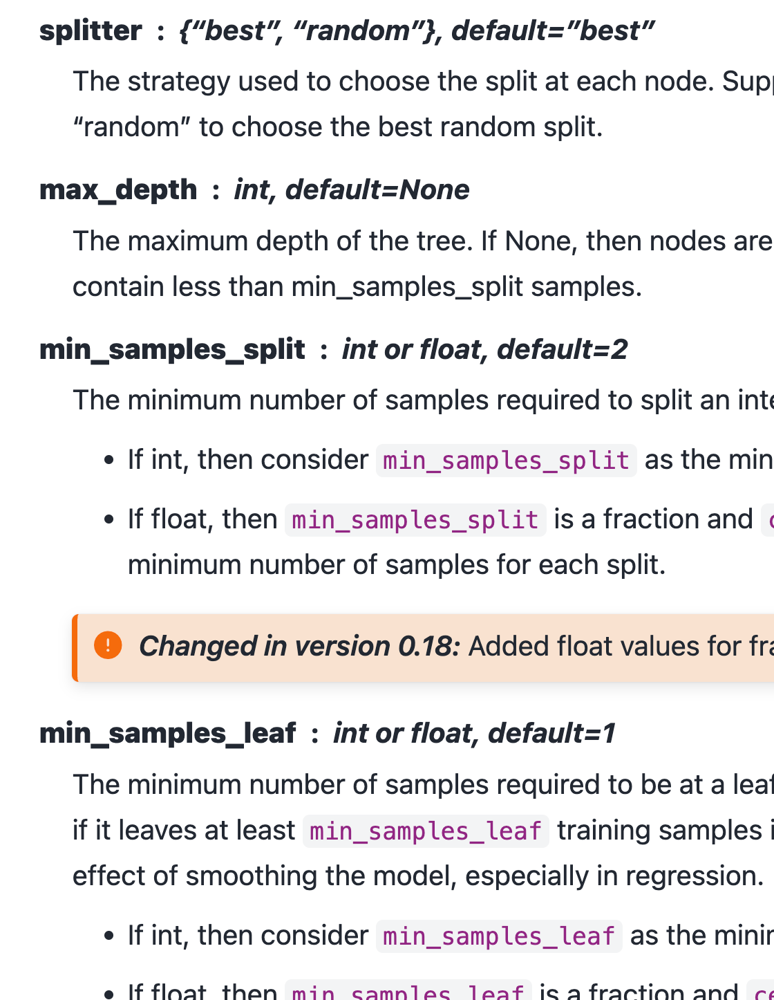 splitter : {“best”, “random”}, default=”best”
The strategy used to choose the split at each node.
“random” to choose the best random split.
max_depth : int, default=None
The maximum depth of the tree. If None, then nodes are
contain less than min_samples_split samples.
min_samples_split : int or float, default=2
The minimum number of samples required to split an
• If int, then consider min_samples_split as the
• If float, then min_samples_split is a fraction and
minimum number of samples for each split.
! Changed in version 0.18: Added float values for
min_samples_leaf : int or float, default=1
The minimum number of samples required to be at a leaf
if it leaves at least min_samples_leaf training samples
effect of smoothing the model, especially in regression.
• If int, then consider min_samples_leaf as the
• If float, then min_samples_leaf is a fraction and